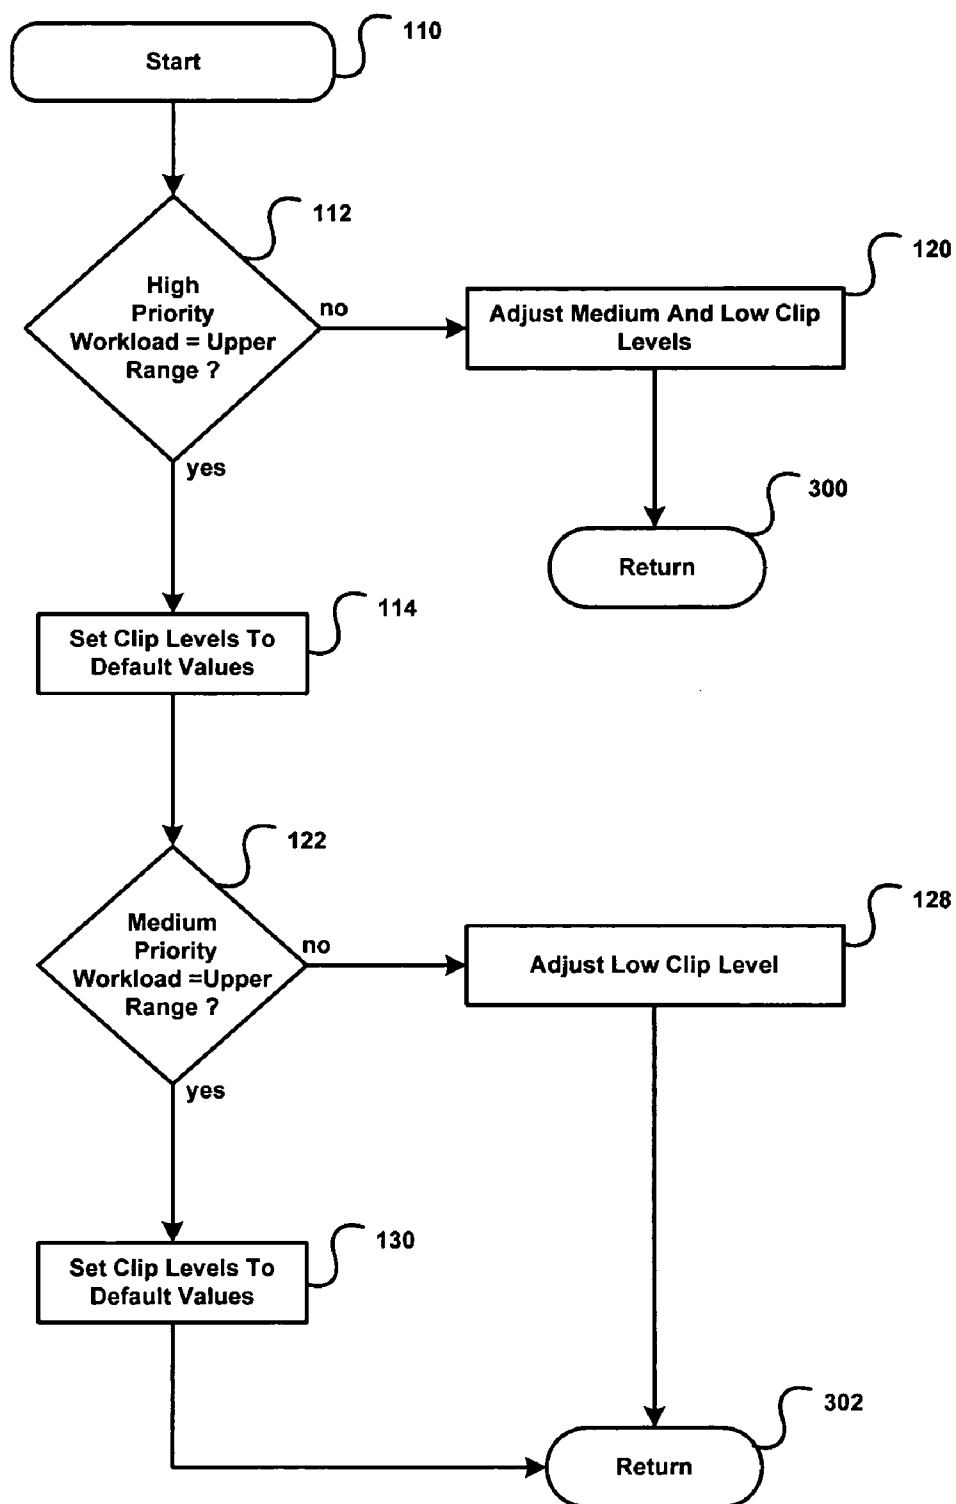 110
Start
112
High
Priority
Workload = Upper
Range ?
no
120
Adjust Medium And Low Clip
Levels
yes
300
Return
114
Set Clip Levels To
Default Values
122
Medium
Priority
Workload =Upper
Range ?
no
128
Adjust Low Clip Level
yes
130
Set Clip Levels To
Default Values
302
Return